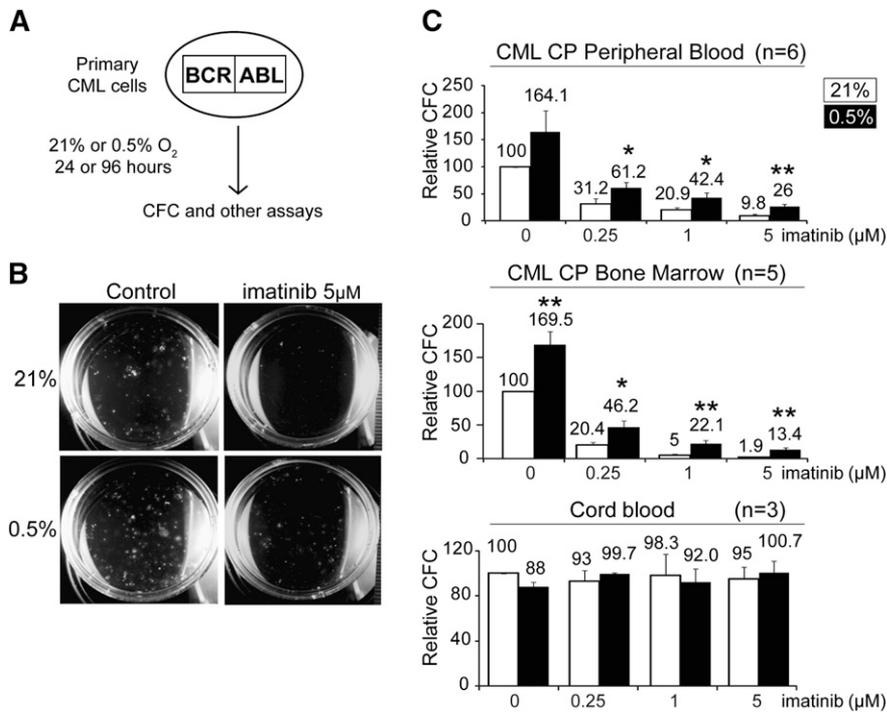 A
Primary
CML cells
BCR ABL
21% or 0.5% O2
24 or 96 hours
CFC and other assays
B
Control imatinib 5µM
21%
0.5%
C
CML CP Peripheral Blood (n=6)
21%
0.5%
Relative CFC
250
200
150
100
50
0
100
164.1
31.2
*
61.2
20.9
*
42.4
9.8
**
26
0 0.25 1 5 imatinib (µM)
CML CP Bone Marrow (n=5)
Relative CFC
200
150
100
50
0
100
**
169.5
20.4
*
46.2
5
**
22.1
1.9
**
13.4
0 0.25 1 5 imatinib (µM)
Cord blood (n=3)
Relative CFC
120
80
40
0
100
88
93
99.7
98.3
92.0
95
100.7
0 0.25 1 5 imatinib (µM)